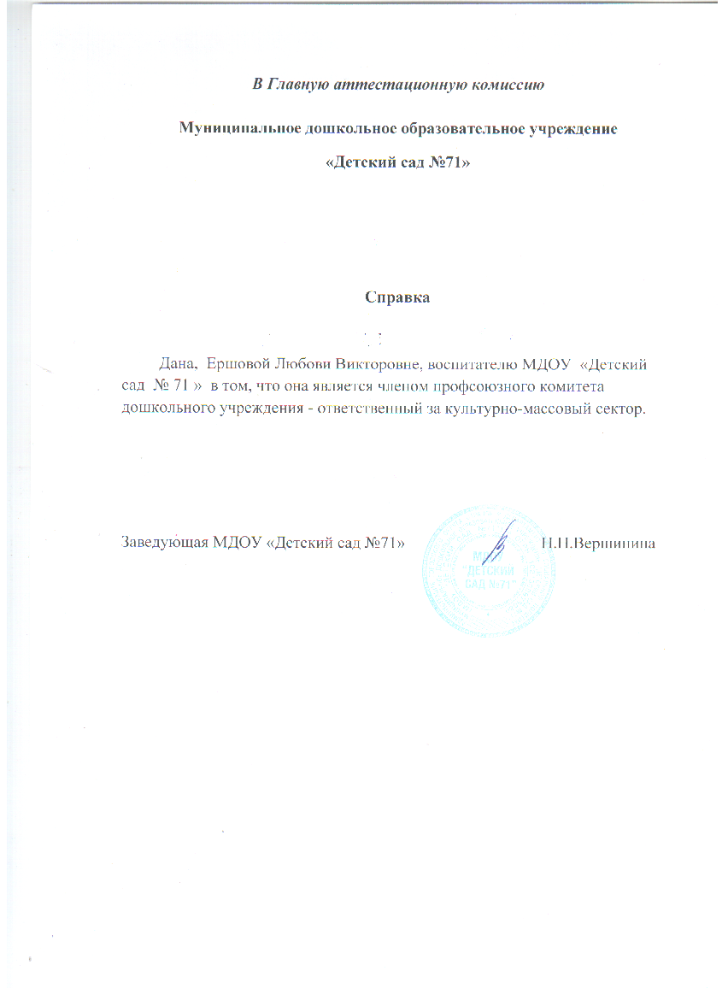 В Главную аттестационную комиссию
Муниципальное дошкольное образовательное учреждение
«Детский сад №71»
Справка
Дана, Ершовой Любови Викторовне, воспитателю МДОУ «Детский
сад № 71 » в том, что она является членом профсоюзного комитета
дошкольного учреждения - ответственный за культурно-массовый сектор.
Заведующая МДОУ «Детский сад №71» Н.Н.Вершинина
МДОУ
"ДЕТСКИЙ
САД №71"